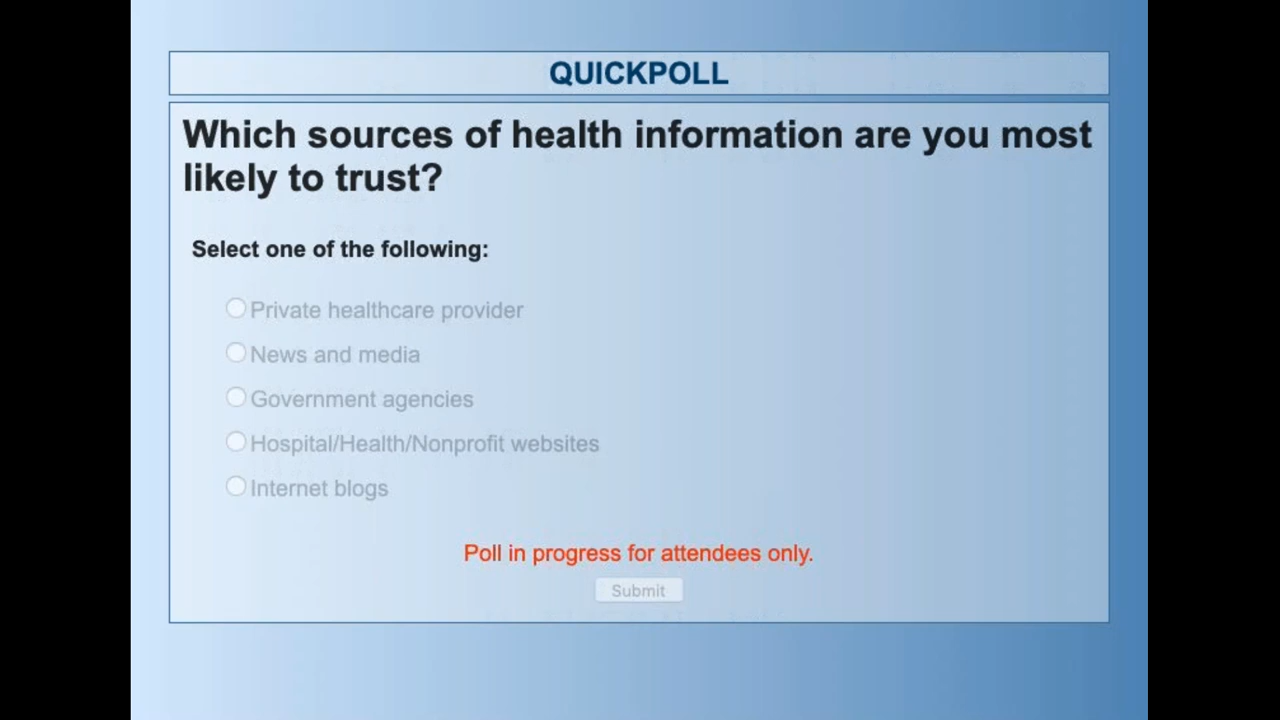 QUICKPOLL
Which sources of health information are you most
likely to trust?
Select one of the following:
Private healthcare provider
News and media
Government agencies
Hospital/Health/Nonprofit websites
Internet blogs
Poll in progress for attendees only.
Submit